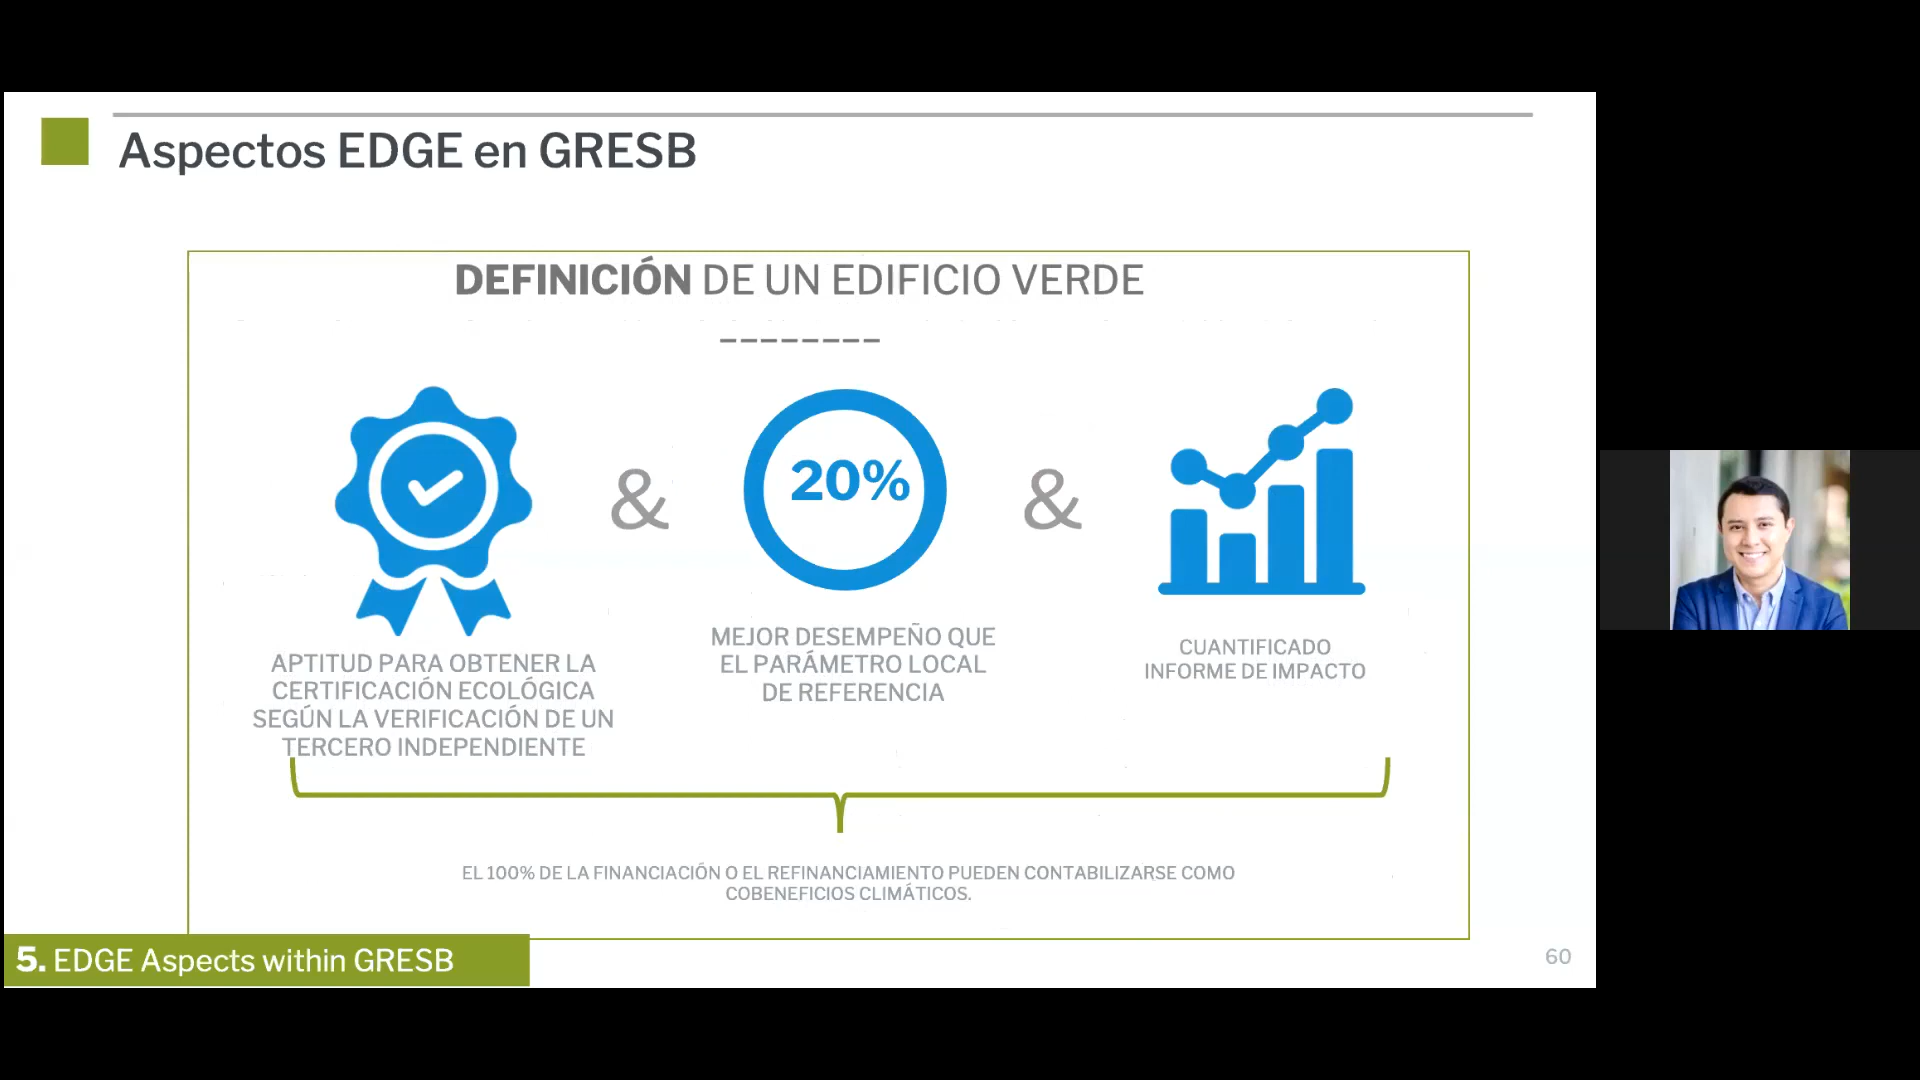 Aspectos EDGE en GRESB
DEFINICIÓN DE UN EDIFICIO VERDE
&
20%
&
APTITUD PARA OBTENER LA
CERTIFICACIÓN ECOLÓGICA
SEGÚN LA VERIFICACIÓN DE UN
TERCERO INDEPENDIENTE
MEJOR DESEMPEÑO QUE
EL PARÁMETRO LOCAL
DE REFERENCIA
CUANTIFICADO
INFORME DE IMPACTO
EL 100% DE LA FINANCIACIÓN O EL REFINANCIAMIENTO PUEDEN CONTABILIZARSE COMO
COBENEFICIOS CLIMÁTICOS.
5. EDGE Aspects within GRESB
60